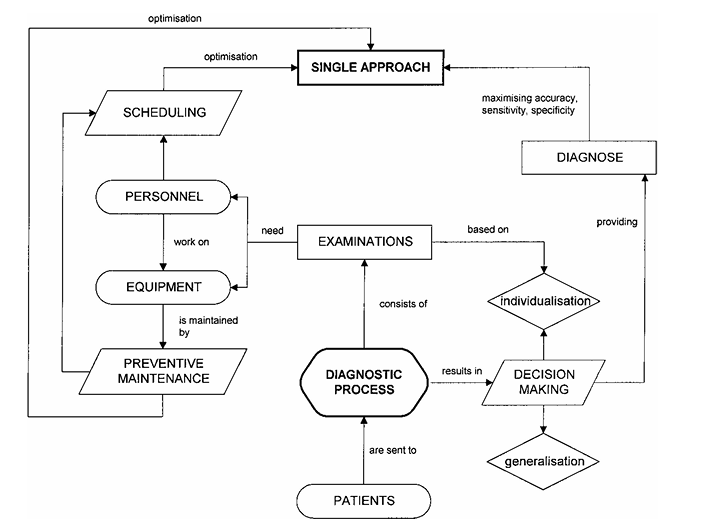 optimisation
optimisation
SINGLE APPROACH
maximising accuracy,
sensitivity, specificity
SCHEDULING
DIAGNOSE
PERSONNEL
providing
need
EXAMINATIONS
based on
work on
EQUIPMENT
individualisation
consists of
is maintained
by
PREVENTIVE
MAINTENANCE
DIAGNOSTIC
PROCESS
results in
DECISION
MAKING
are sent to
generalisation
PATIENTS